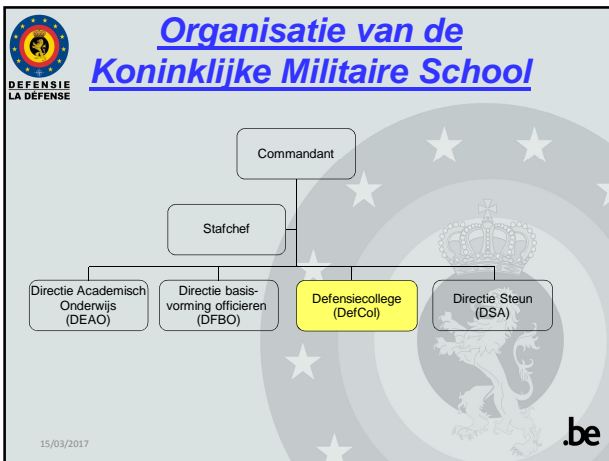 Organisatie van de
Koninklijke Militaire School
DEFENSIE
LA DÉFENSE
Commandant
Stafchef
Directie Academisch
Onderwijs
(DEAO)
Directie basis-
vorming officieren
(DFBO)
Defensiecollege
(DefCol)
Directie Steun
(DSA)
15/03/2017
.be